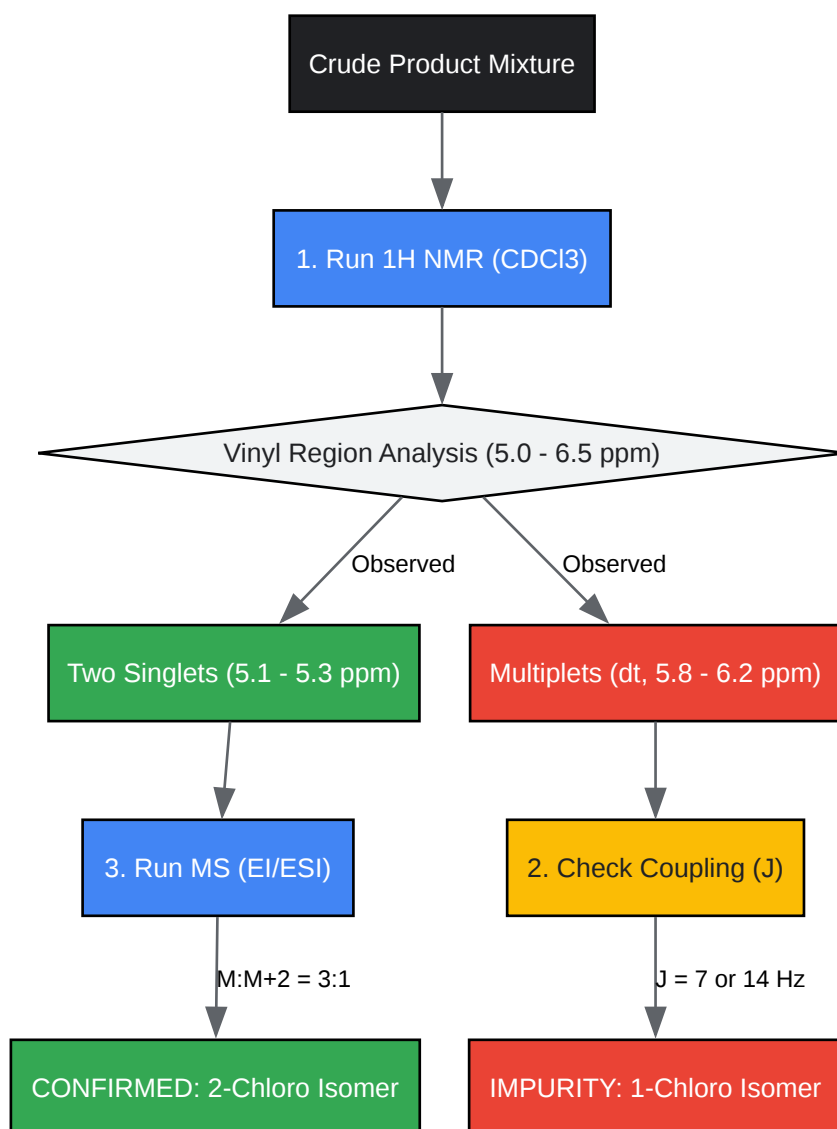 Crude Product Mixture
1. Run 1H NMR (CDCl3)
Vinyl Region Analysis (5.0 - 6.5 ppm)
Observed
Observed
Two Singlets (5.1 - 5.3 ppm)
Multiplets (dt, 5.8 - 6.2 ppm)
3. Run MS (EI/ESI)
2. Check Coupling (J)
M:M+2 = 3:1
J = 7 or 14 Hz
CONFIRMED: 2-Chloro Isomer
IMPURITY: 1-Chloro Isomer